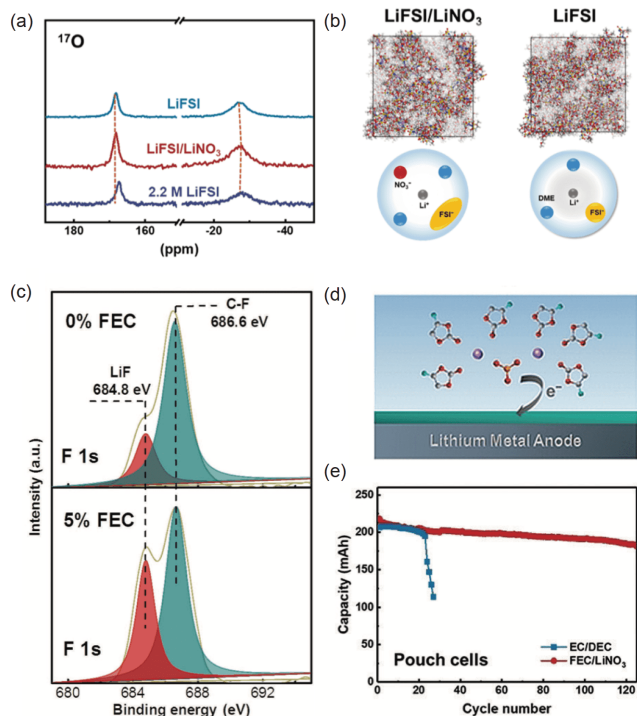 (a)
¹⁷O
LiFSI
LiFSI/LiNO₃
2.2 M LiFSI
180 160 -20 -40
(ppm)
(b)
LiFSI/LiNO₃ LiFSI
NO₃⁻
Li⁺
FSI⁻
DME
Li⁺
FSI⁻
(c)
0% FEC
C-F
686.6 eV
LiF
684.8 eV
F 1s
5% FEC
F 1s
Intensity (a.u.)
680 684 688 692
Binding energy (eV)
(d)
e⁻
Lithium Metal Anode
(e)
Capacity (mAh)
250
200
150
100
50
0
EC/DEC
FEC/LiNO₃
Pouch cells
0 20 40 60 80 100 120
Cycle number